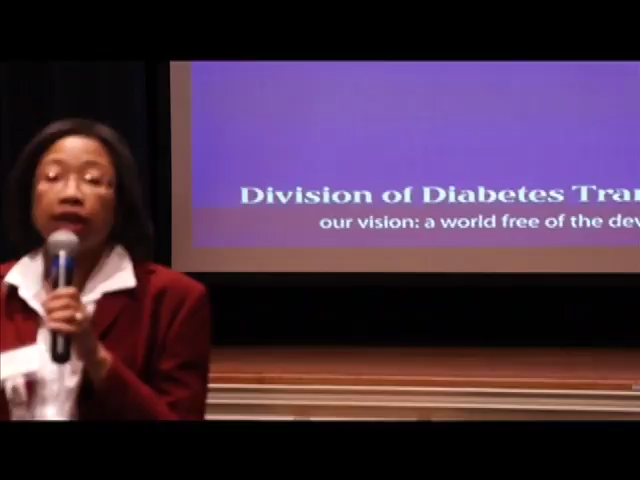 Division of Diabetes Tran
our vision: a world free of the dev